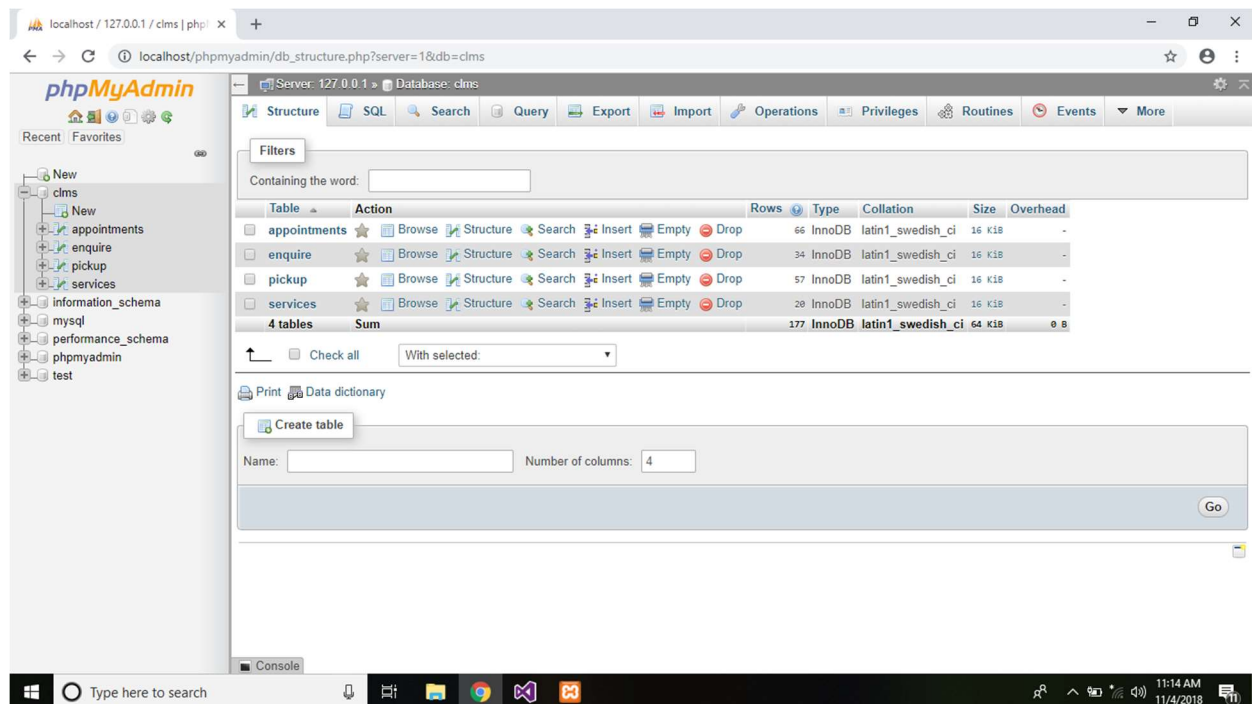 localhost / 127.0.0.1 / clms | php
localhost/phpmyadmin/db_structure.php?server=1&db=clms
phpMyAdmin
Recent Favorites
New
clms
New
appointments
enquire
pickup
services
information_schema
mysql
performance_schema
phpmyadmin
test
Server: 127.0.0.1 » Database: clms
Structure SQL Search Query Export Import Operations Privileges Routines Events More
Filters
Containing the word:
Table Action Rows Type Collation Size Overhead
appointments Browse Structure Search Insert Empty Drop 66 InnoDB latin1_swedish_ci 16 KiB -
enquire Browse Structure Search Insert Empty Drop 34 InnoDB latin1_swedish_ci 16 KiB -
pickup Browse Structure Search Insert Empty Drop 57 InnoDB latin1_swedish_ci 16 KiB -
services Browse Structure Search Insert Empty Drop 20 InnoDB latin1_swedish_ci 16 KiB -
4 tables Sum 177 InnoDB latin1_swedish_ci 64 KiB 0 B
Check all With selected:
Print Data dictionary
Create table
Name: Number of columns: 4
Go
Console
Type here to search
11:14 AM
11/4/2018